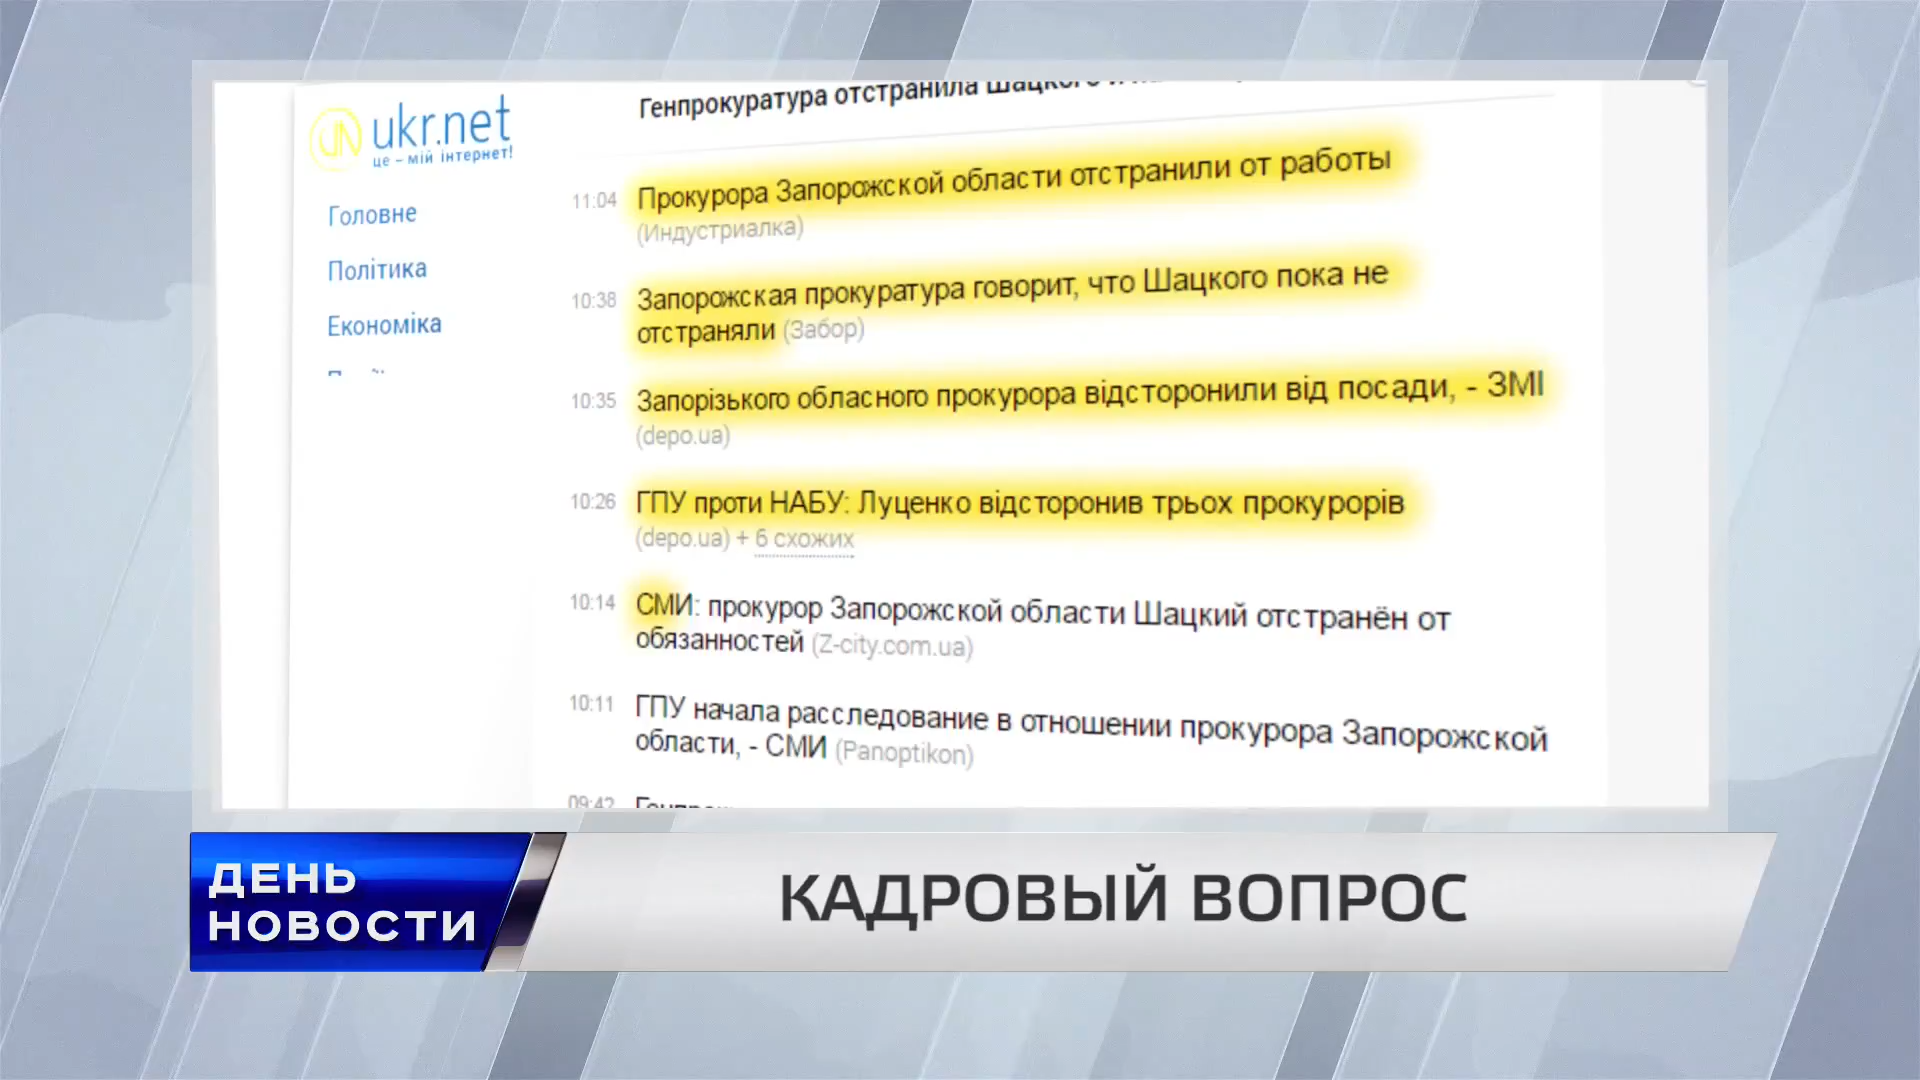 ukr.net
це – мій інтернет!
Головне
Політика
Економіка
Генпрокуратура отстранила Шацкого и
11:04 Прокурора Запорожской области отстранили от работы
(Индустриалка)
10:38 Запорожская прокуратура говорит, что Шацкого пока не
отстраняли (Забор)
10:35 Запорізького обласного прокурора відсторонили від посади, - ЗМІ
(depo.ua)
10:26 ГПУ проти НАБУ: Луценко відсторонив трьох прокурорів
(depo.ua) + 6 схожих
10:14 СМИ: прокурор Запорожской области Шацкий отстранён от
обязанностей (Z-city.com.ua)
10:11 ГПУ начала расследование в отношении прокурора Запорожской
области, - СМИ (Panoptikon)
09:42
ДЕНЬ
НОВОСТИ
КАДРОВЫЙ ВОПРОС